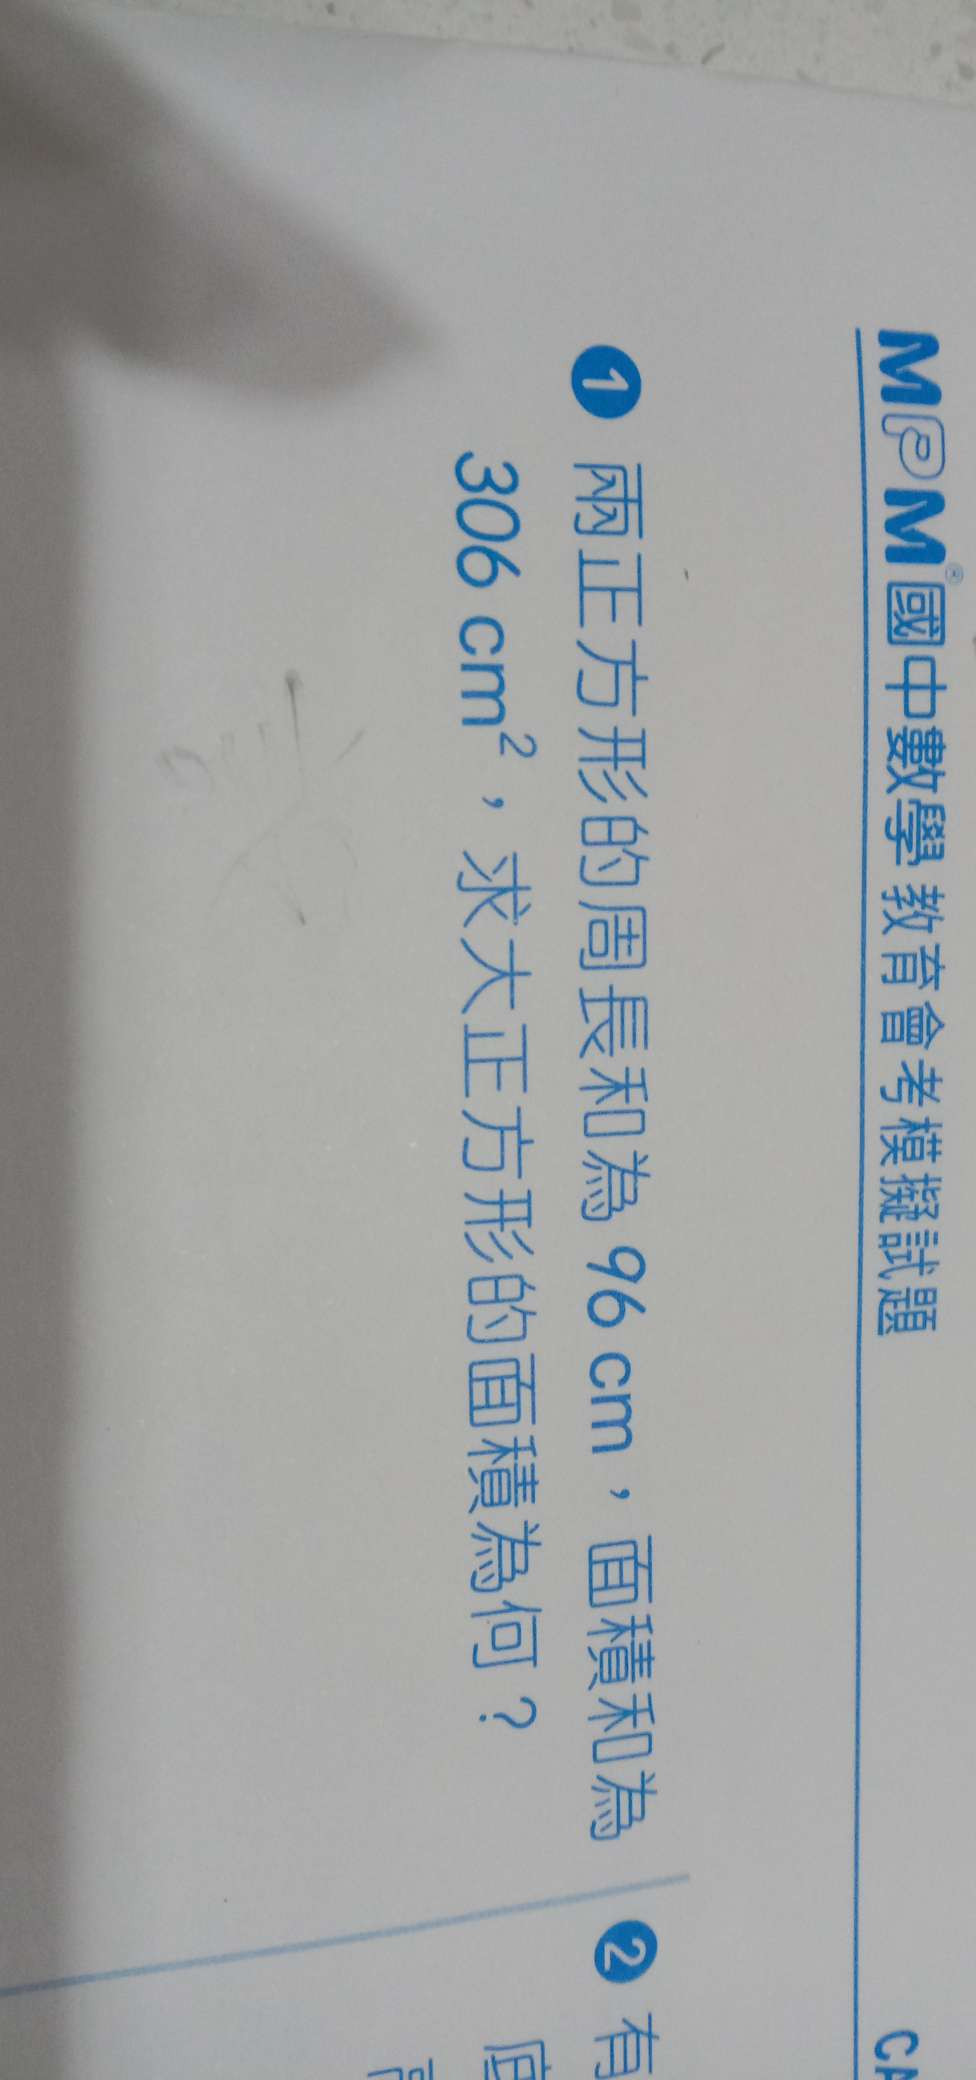 MPM®國中數學教育會考模擬試題
CA
1 兩正方形的周長和為 96 cm，面積和為
306 cm²，求大正方形的面積為何？
2 有